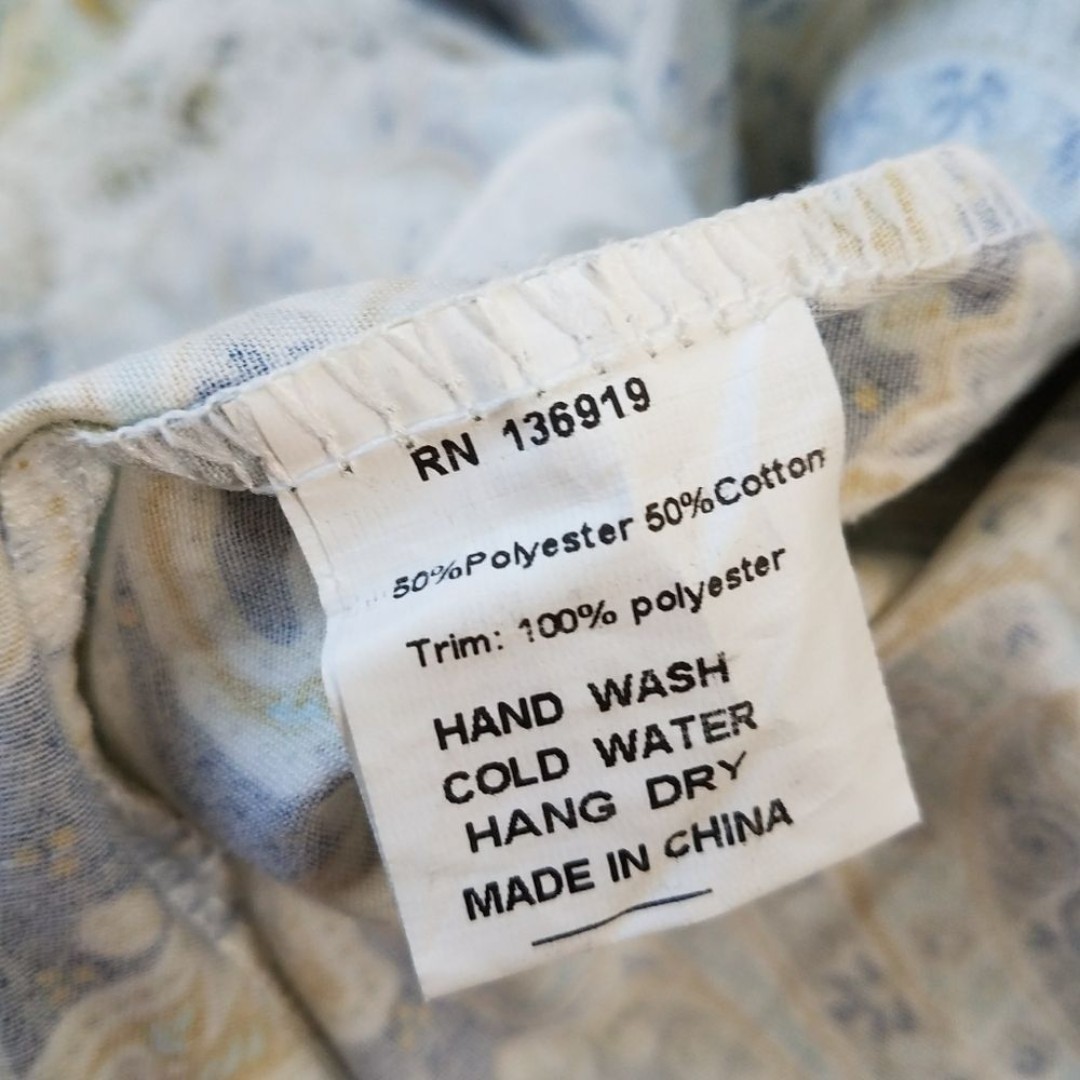 RN 136919
50%Polyester 50%Cotton
Trim: 100% polyester
HAND WASH
COLD WATER
HANG DRY
MADE IN CHINA